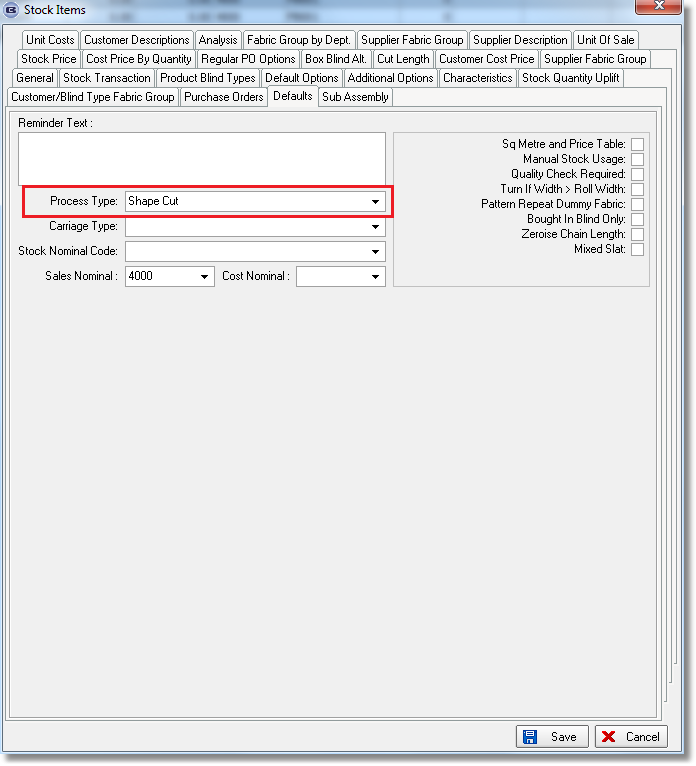 Stock Items
Unit Costs Customer Descriptions Analysis Fabric Group by Dept. Supplier Fabric Group Supplier Description Unit Of Sale
Stock Price Cost Price By Quantity Regular PO Options Box Blind Alt. Cut Length Customer Cost Price Supplier Fabric Group
General Stock Transaction Product Blind Types Default Options Additional Options Characteristics Stock Quantity Uplift
Customer/Blind Type Fabric Group Purchase Orders Defaults Sub Assembly
Reminder Text :
Process Type: Shape Cut
Carriage Type:
Stock Nominal Code:
Sales Nominal : 4000 Cost Nominal :
Sq Metre and Price Table:
Manual Stock Usage:
Quality Check Required:
Turn If Width > Roll Width:
Pattern Repeat Dummy Fabric:
Bought In Blind Only:
Zeroise Chain Length:
Mixed Slat:
Save Cancel